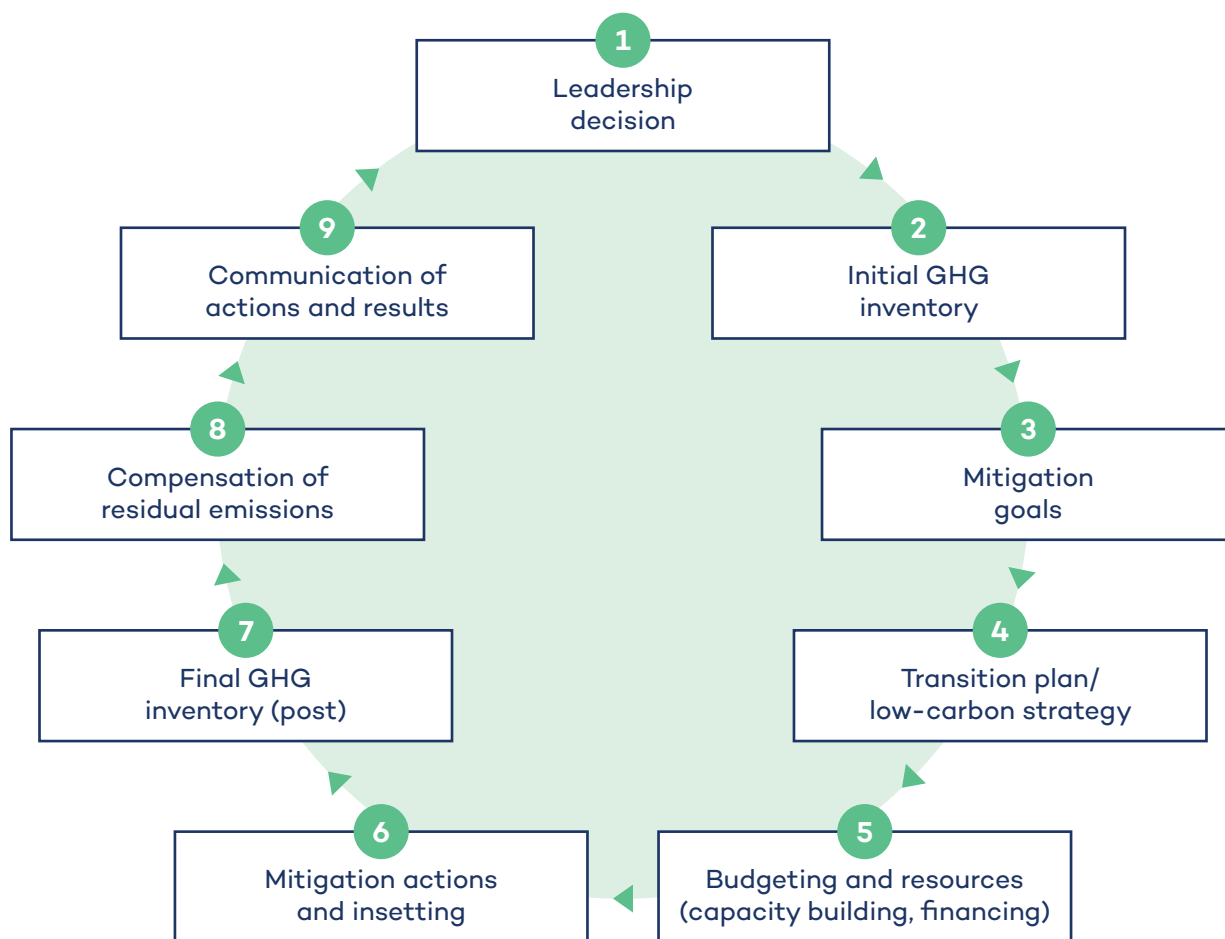 1
Leadership
decision
2
Initial GHG
inventory
3
Mitigation
goals
4
Transition plan/
low-carbon strategy
5
Budgeting and resources
(capacity building, financing)
6
Mitigation actions
and insetting
7
Final GHG
inventory (post)
8
Compensation of
residual emissions
9
Communication of
actions and results